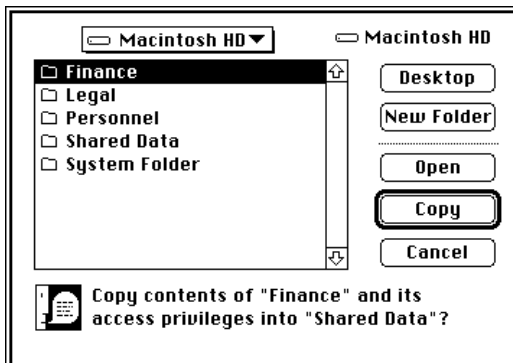 Macintosh HD
Macintosh HD
Finance
Legal
Personnel
Shared Data
System Folder
Desktop
New Folder
Open
Copy
Cancel
Copy contents of "Finance" and its
access privileges into "Shared Data"?